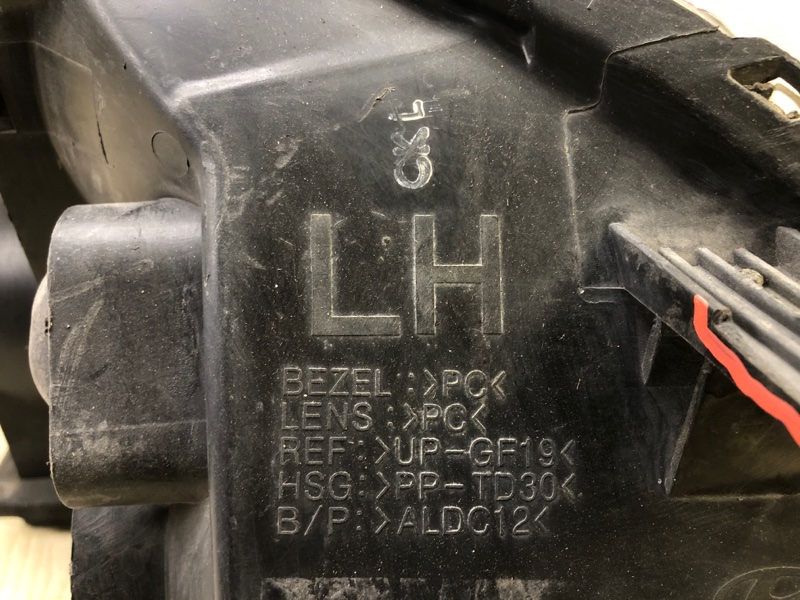 LH
BEZEL :>PC<
LENS :>PC<
REF:>UP-GF19<
HSG:>PP-TD30<
B/P:>ALDC12<